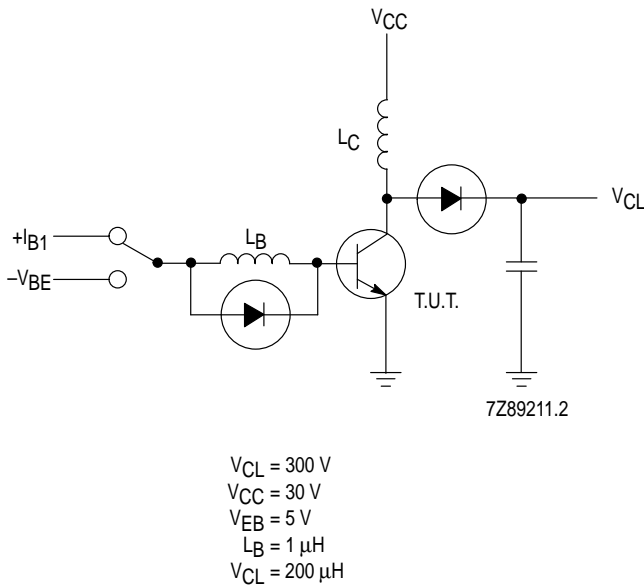 VCC
LC
VCL
+IB1
LB
–VBE
T.U.T.
7Z89211.2
VCL = 300 V
VCC = 30 V
VEB = 5 V
LB = 1 μH
VCL = 200 μH